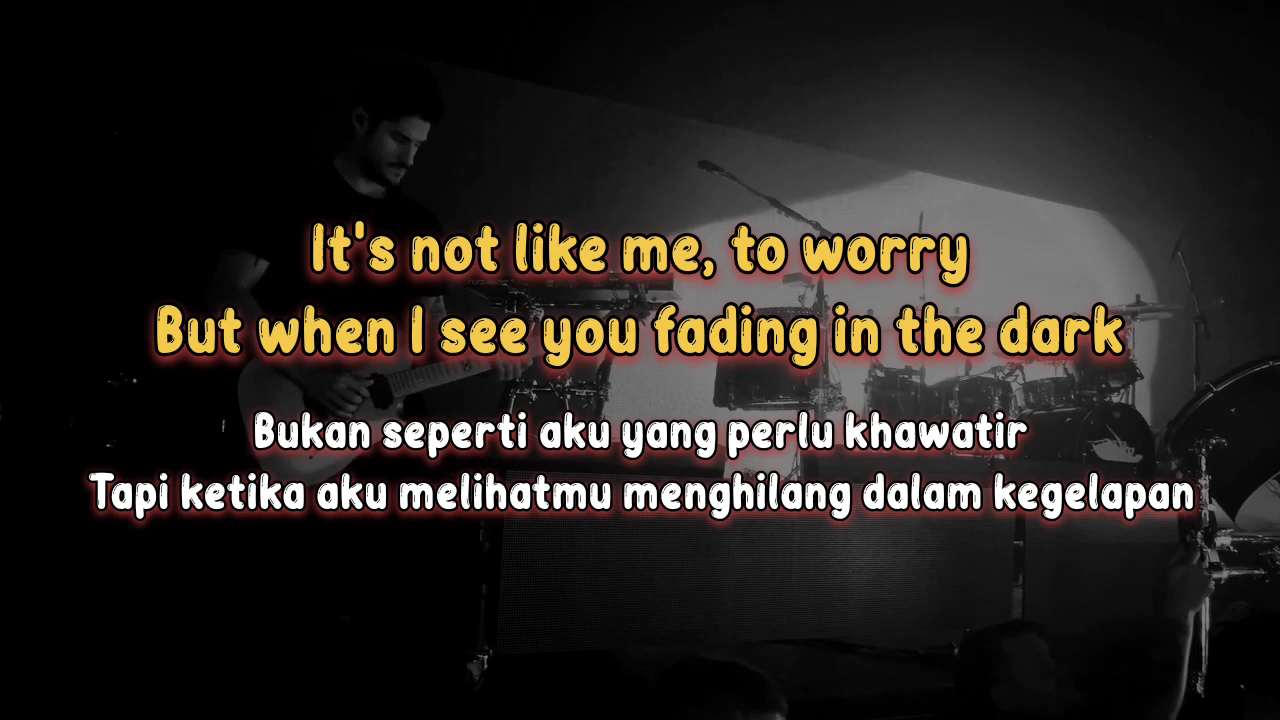 It's not like me, to worry
But when I see you fading in the dark
Bukan seperti aku yang perlu khawatir
Tapi ketika aku melihatmu menghilang dalam kegelapan